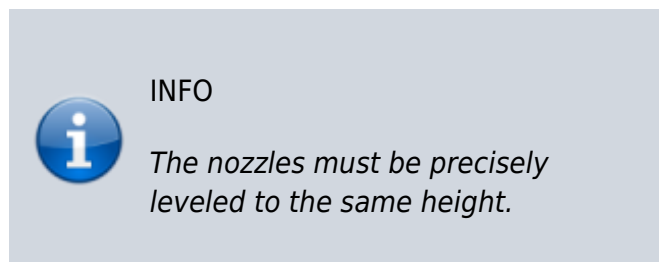 INFO
The nozzles must be precisely
leveled to the same height.